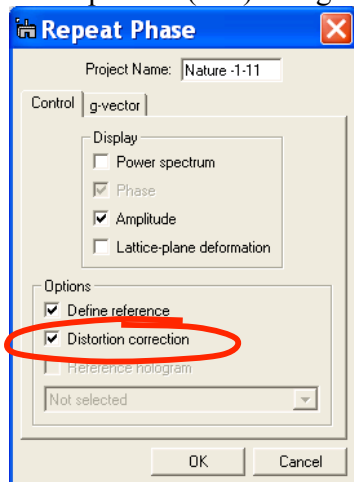 Repeat Phase
Project Name: Nature -1-11
Control g-vector
Display
Power spectrum
Phase
Amplitude
Lattice-plane deformation
Options
Define reference
Distortion correction
Reference hologram
Not selected
OK Cancel